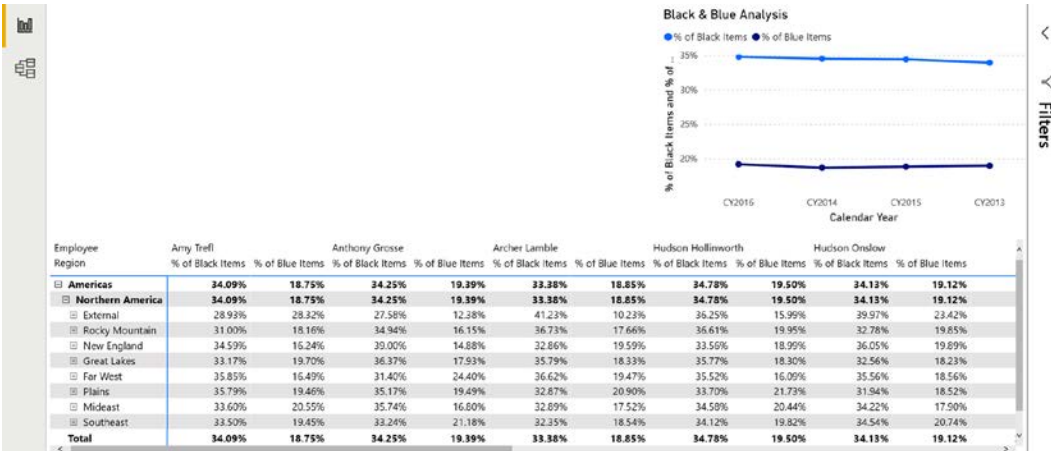 Black & Blue Analysis
% of Black Items % of Blue Items
% of Black Items and % of ...
35%
30%
25%
20%
CY2016 CY2014 CY2015 CY2013
Calendar Year
Filters
Employee Amy Trefl Anthony Grosse Archer Lamble Hudson Hollinworth Hudson Onslow
Region % of Black Items % of Blue Items % of Black Items % of Blue Items % of Black Items % of Blue Items % of Black Items % of Blue Items % of Black Items % of Blue Items
Americas 34.09% 18.75% 34.25% 19.39% 33.38% 18.85% 34.78% 19.50% 34.13% 19.12%
Northern America 34.09% 18.75% 34.25% 19.39% 33.38% 18.85% 34.78% 19.50% 34.13% 19.12%
External 28.93% 28.32% 27.58% 12.38% 41.23% 10.23% 36.25% 15.99% 39.97% 23.42%
Rocky Mountain 31.00% 18.16% 34.94% 16.15% 36.73% 17.66% 36.61% 19.95% 32.78% 19.85%
New England 34.59% 16.24% 39.00% 14.88% 32.86% 19.59% 33.56% 18.99% 36.05% 19.89%
Great Lakes 33.17% 19.70% 36.37% 17.93% 35.79% 18.33% 35.77% 18.30% 32.56% 18.23%
Far West 35.85% 16.49% 31.40% 24.40% 36.62% 19.47% 35.52% 16.09% 35.56% 18.56%
Plains 35.79% 19.46% 35.17% 19.49% 32.87% 20.90% 33.70% 21.73% 31.94% 18.52%
Mideast 33.60% 20.55% 35.74% 16.80% 32.89% 17.52% 34.58% 20.44% 34.22% 17.90%
Southeast 33.50% 19.45% 33.24% 21.18% 32.35% 18.54% 34.12% 19.82% 34.54% 20.74%
Total 34.09% 18.75% 34.25% 19.39% 33.38% 18.85% 34.78% 19.50% 34.13% 19.12%